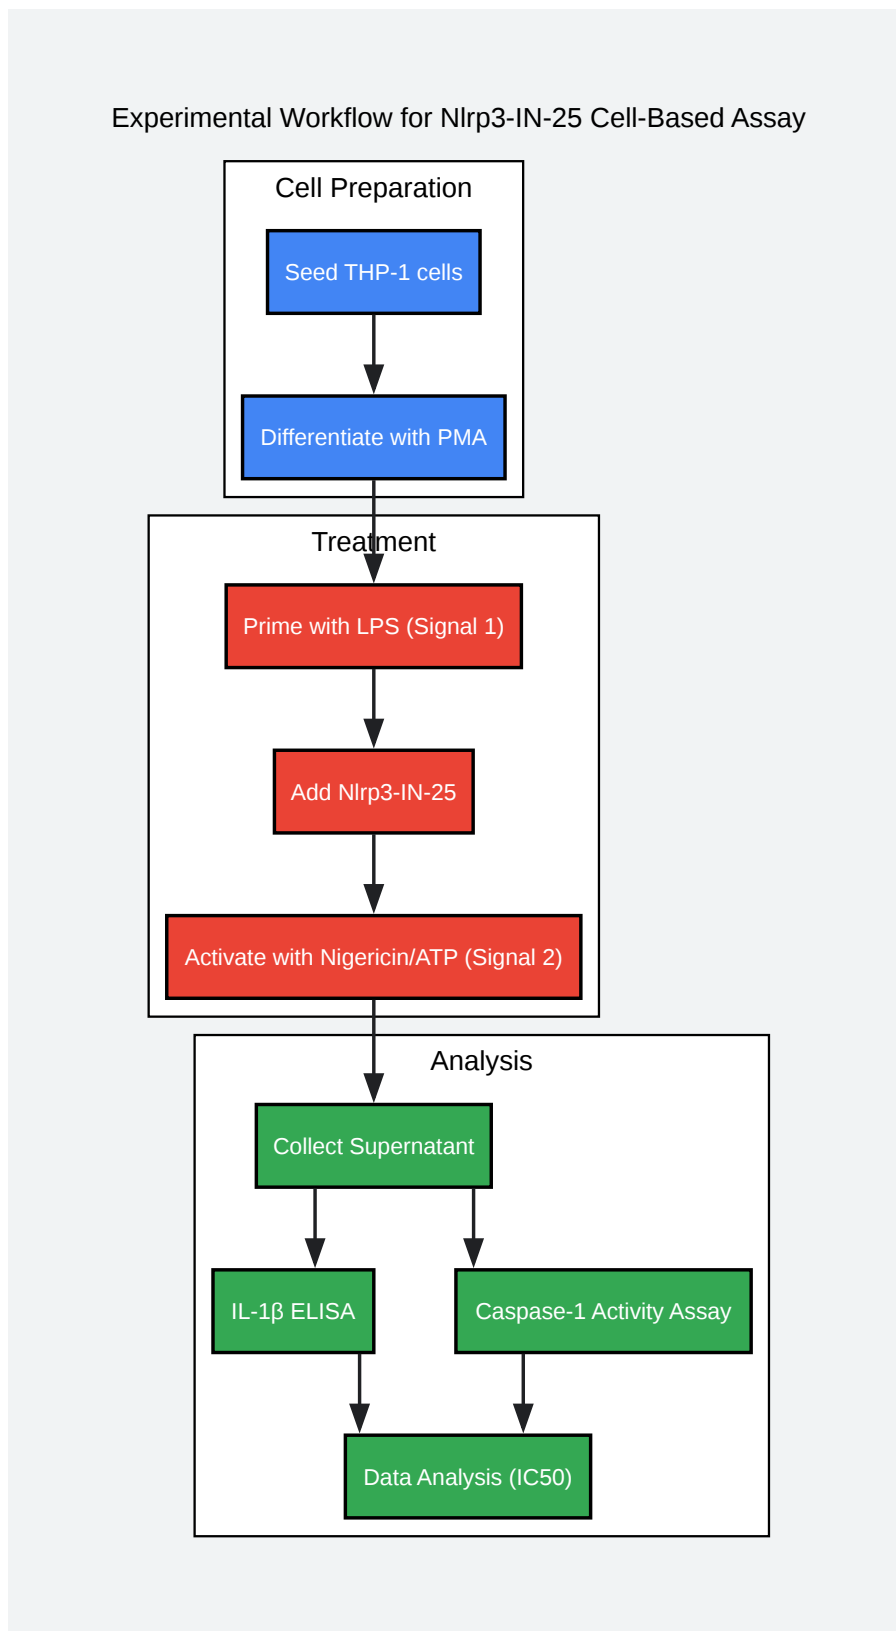 Experimental Workflow for Nlrp3-IN-25 Cell-Based Assay
Cell Preparation
Seed THP-1 cells
Differentiate with PMA
Treatment
Prime with LPS (Signal 1)
Add Nlrp3-IN-25
Activate with Nigericin/ATP (Signal 2)
Analysis
Collect Supernatant
IL-1β ELISA
Caspase-1 Activity Assay
Data Analysis (IC50)